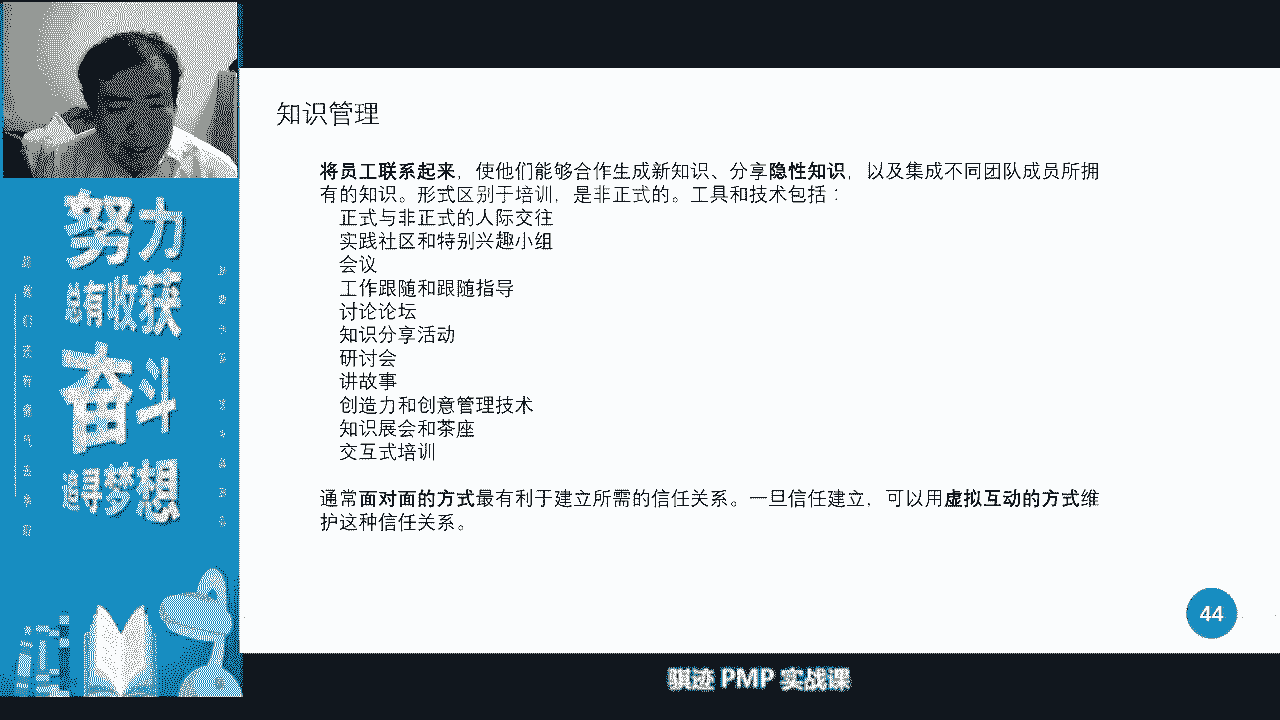 知识管理
将员工联系起来，使他们能够合作生成新知识、分享隐性知识，以及集成不同团队成员所拥
有的知识。形式区别于培训，是非正式的。工具和技术包括：
正式与非正式的人际交往
实践社区和特别兴趣小组
会议
工作跟随和跟随指导
讨论论坛
知识分享活动
研讨会
讲故事
创造力和创意管理技术
知识展会和茶座
交互式培训
通常面对面的方式最有利于建立所需的信任关系。一旦信任建立，可以用虚拟互动的方式维
护这种信任关系。
44
努力
总有收获
奋斗
追寻梦想
骐迹 PMP 实战课